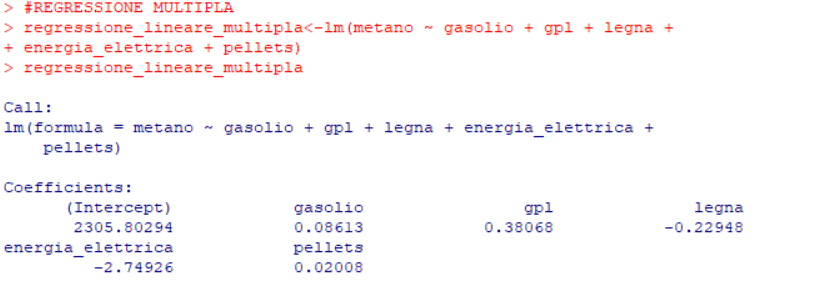 > #REGRESSIONE MULTIPLA
> regressione_lineare_multipla<-lm(metano ~ gasolio + gpl + legna +
+ energia_elettrica + pellets)
> regressione_lineare_multipla
Call:
lm(formula = metano ~ gasolio + gpl + legna + energia_elettrica +
    pellets)
Coefficients:
      (Intercept)            gasolio                gpl              legna
       2305.80294            0.08613            0.38068           -0.22948
energia_elettrica            pellets
         -2.74926            0.02008